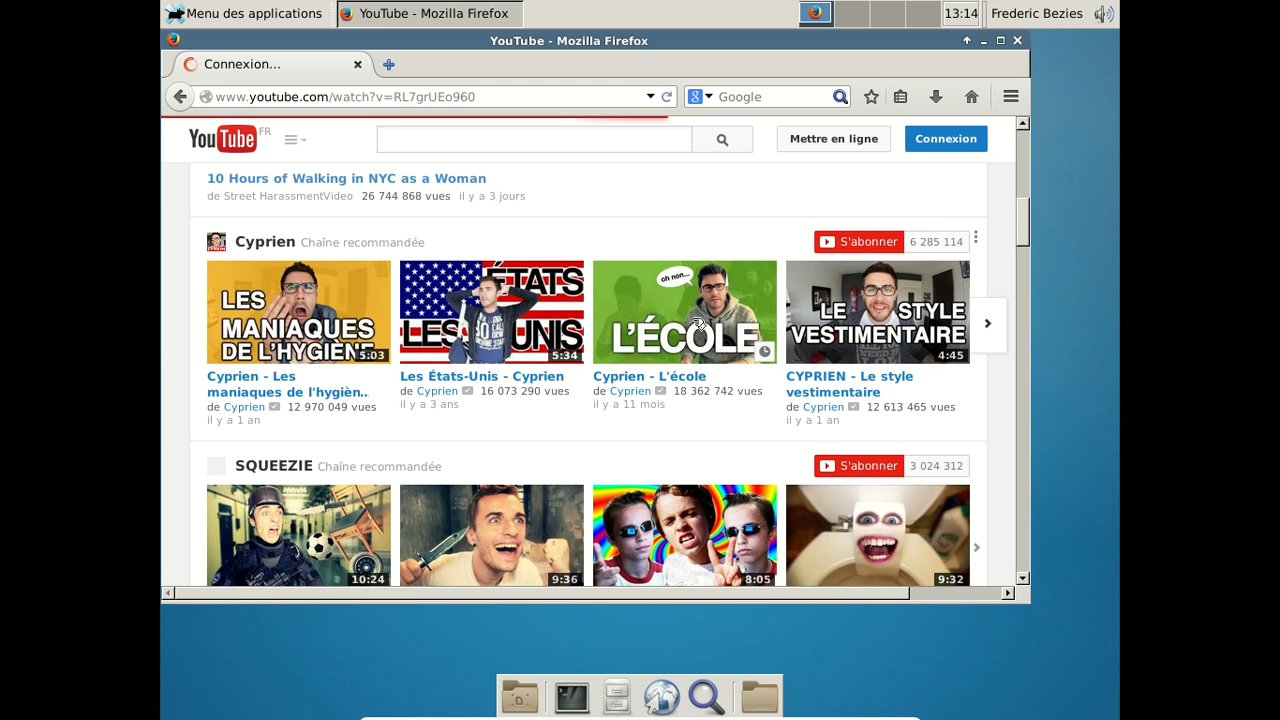 Menu des applications
YouTube - Mozilla Firefox
13:14
Frederic Bezies
YouTube - Mozilla Firefox
Connexion...
www.youtube.com/watch?v=RL7grUEo960
8
Google
YouTube FR
Mettre en ligne
Connexion
10 Hours of Walking in NYC as a Woman
de Street HarassmentVideo 26 744 868 vues il y a 3 jours
Cyprien Chaîne recommandée
S'abonner 6 285 114
LES MANIAQUES DE L'HYGIÈNE
5:03
ÉTATS
LES UNIS
5:34
oh non...
L'ÉCOLE
LE STYLE
VESTIMENTAIRE
4:45
Cyprien - Les
maniaques de l'hygièn..
de Cyprien 12 970 049 vues
il y a 1 an
Les États-Unis - Cyprien
de Cyprien 16 073 290 vues
il y a 3 ans
Cyprien - L'école
de Cyprien 18 362 742 vues
il y a 11 mois
CYPRIEN - Le style
vestimentaire
de Cyprien 12 613 465 vues
il y a 1 an
SQUEEZIE Chaîne recommandée
S'abonner 3 024 312
10:24
9:36
8:05
9:32